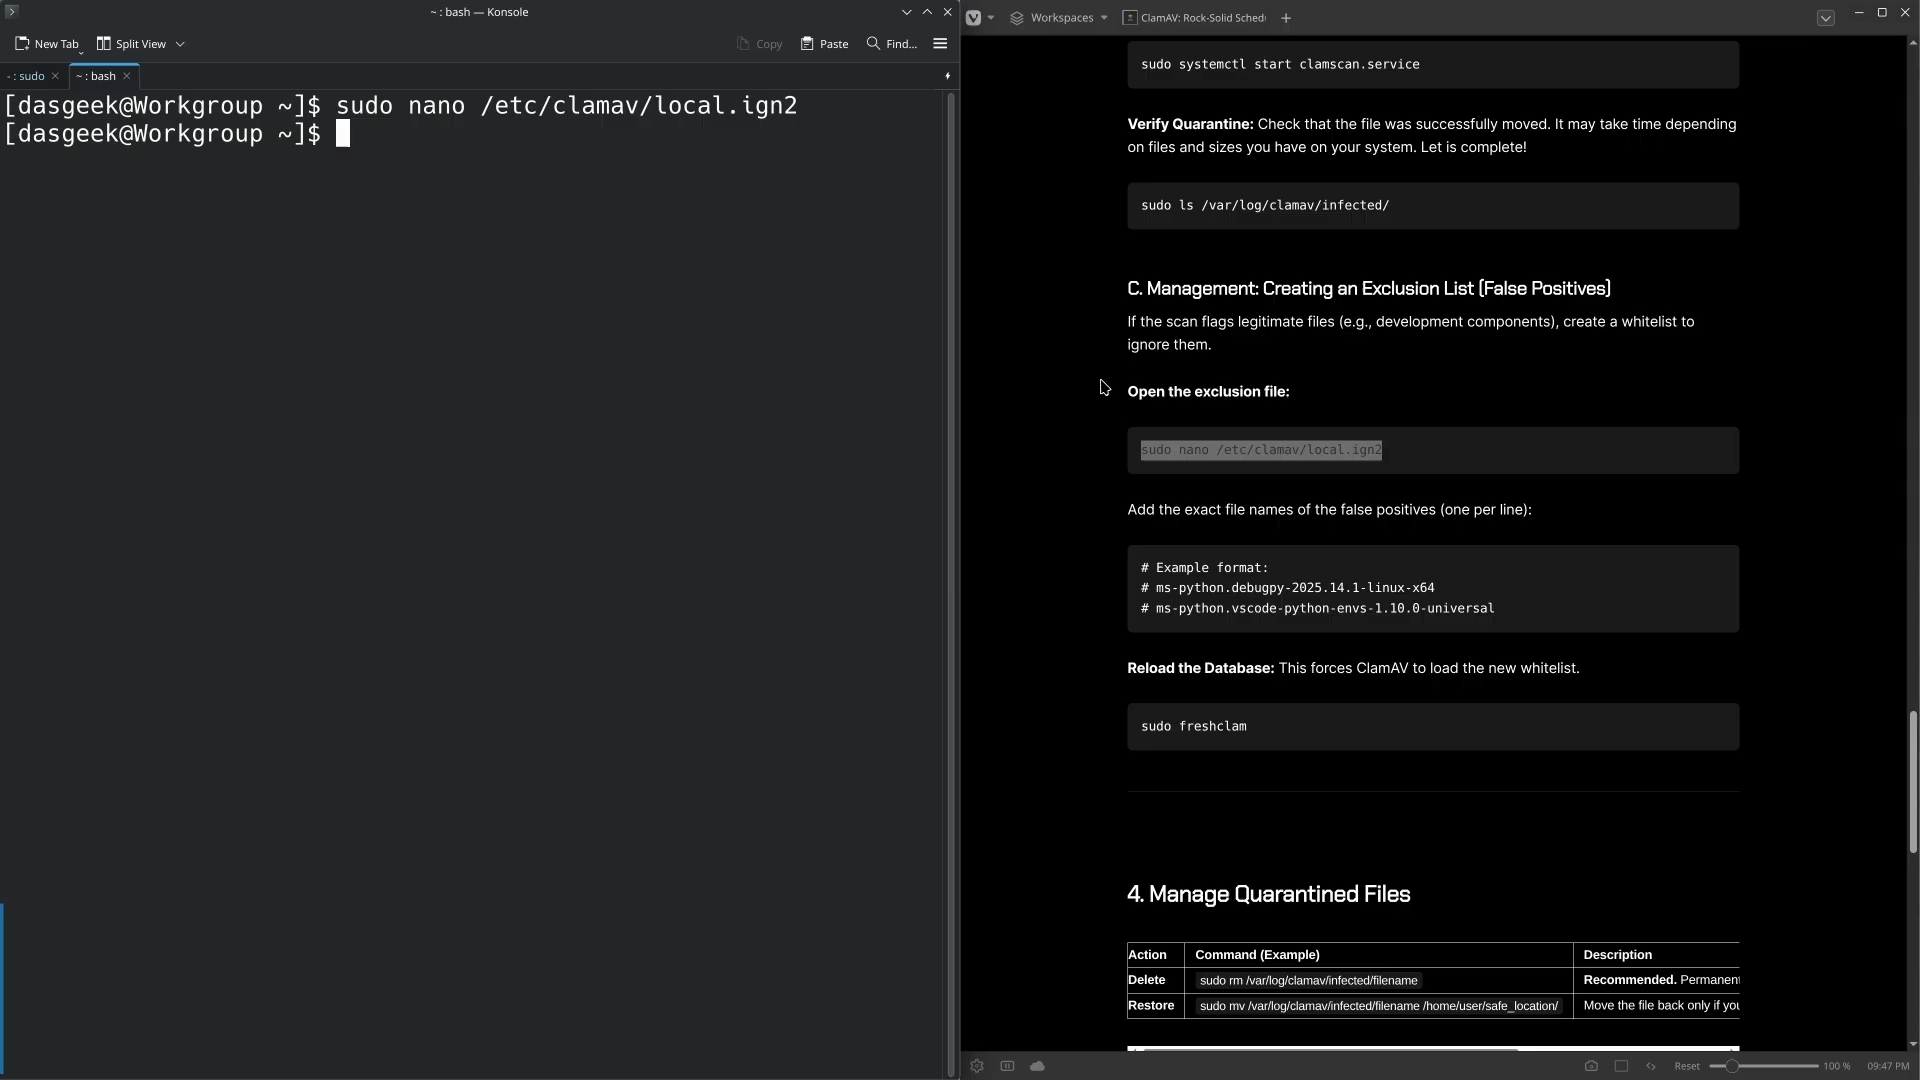 ~ : bash — Konsole
New Tab
Split View
Copy
Paste
Find...
- : sudo
~ : bash
[dasgeek@Workgroup ~]$ sudo nano /etc/clamav/local.ign2
[dasgeek@Workgroup ~]$
Workspaces
ClamAV: Rock-Solid Sched
sudo systemctl start clamscan.service
Verify Quarantine: Check that the file was successfully moved. It may take time depending
on files and sizes you have on your system. Let is complete!
sudo ls /var/log/clamav/infected/
C. Management: Creating an Exclusion List (False Positives)
If the scan flags legitimate files (e.g., development components), create a whitelist to
ignore them.
Open the exclusion file:
sudo nano /etc/clamav/local.ign2
Add the exact file names of the false positives (one per line):
# Example format:
# ms-python.debugpy-2025.14.1-linux-x64
# ms-python.vscode-python-envs-1.10.0-universal
Reload the Database: This forces ClamAV to load the new whitelist.
sudo freshclam
4. Manage Quarantined Files
Action Command (Example) Description
Delete sudo rm /var/log/clamav/infected/filename Recommended. Permanent
Restore sudo mv /var/log/clamav/infected/filename /home/user/safe_location/ Move the file back only if you
Reset 100 % 09:47 PM